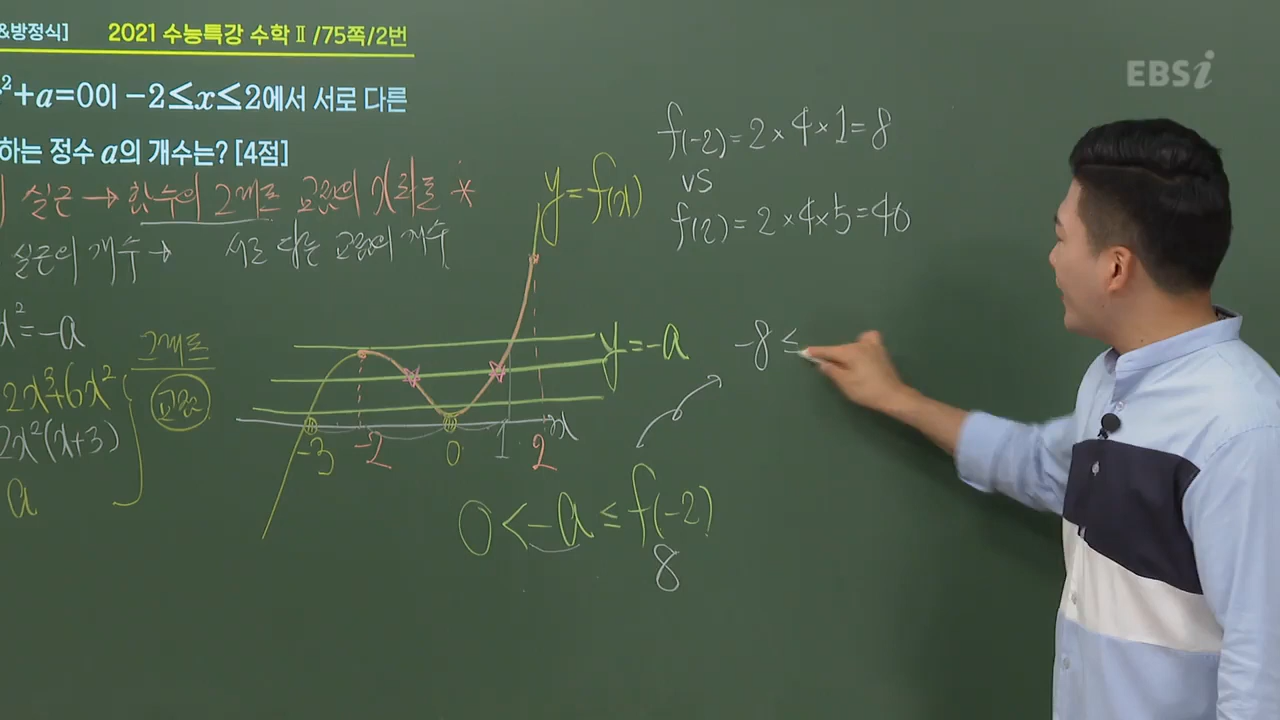 &방정식] 2021 수능특강 수학Ⅱ/75쪽/2번
²+a=0이 -2≤x≤2에서 서로 다른
하는 정수 a의 개수는? [4점]
실근 → 함수의 그래프 교점의 x좌표 *
실근의 개수 → 서로 다른 교점의 개수
x²=-a
2x³+6x²
2x²(x+3)
a
그래프
교점
y=f(x)
y=-a
-3 -2 0 1 2 x
0<-a≤f(-2)
8
EBSi
f(-2)=2×4×1=8
vs
f(2)=2×4×5=40
-8≤